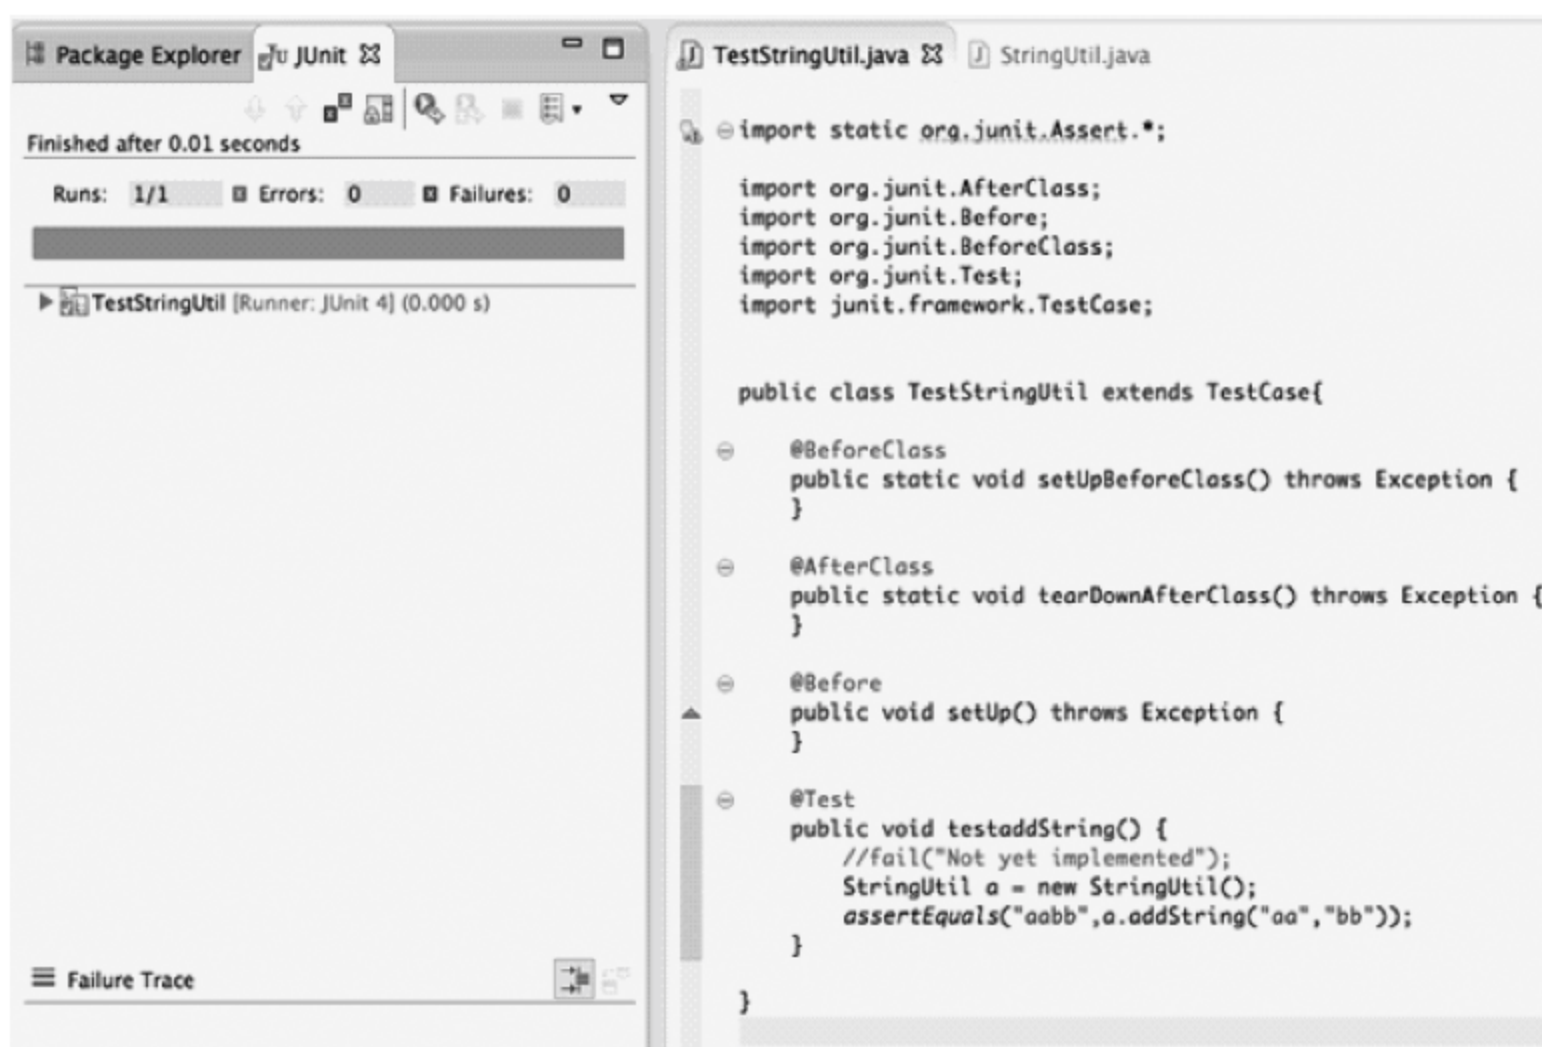 Package Explorer JUnit
Finished after 0.01 seconds
Runs: 1/1 Errors: 0 Failures: 0
TestStringUtil [Runner: JUnit 4] (0.000 s)
Failure Trace
TestStringUtil.java StringUtil.java
import static org.junit.Assert.*;
import org.junit.AfterClass;
import org.junit.Before;
import org.junit.BeforeClass;
import org.junit.Test;
import junit.framework.TestCase;
public class TestStringUtil extends TestCase{
@BeforeClass
public static void setUpBeforeClass() throws Exception {
}
@AfterClass
public static void tearDownAfterClass() throws Exception {
}
@Before
public void setUp() throws Exception {
}
@Test
public void testaddString() {
//fail("Not yet implemented");
StringUtil a = new StringUtil();
assertEquals("aabb",a.addString("aa","bb"));
}
}